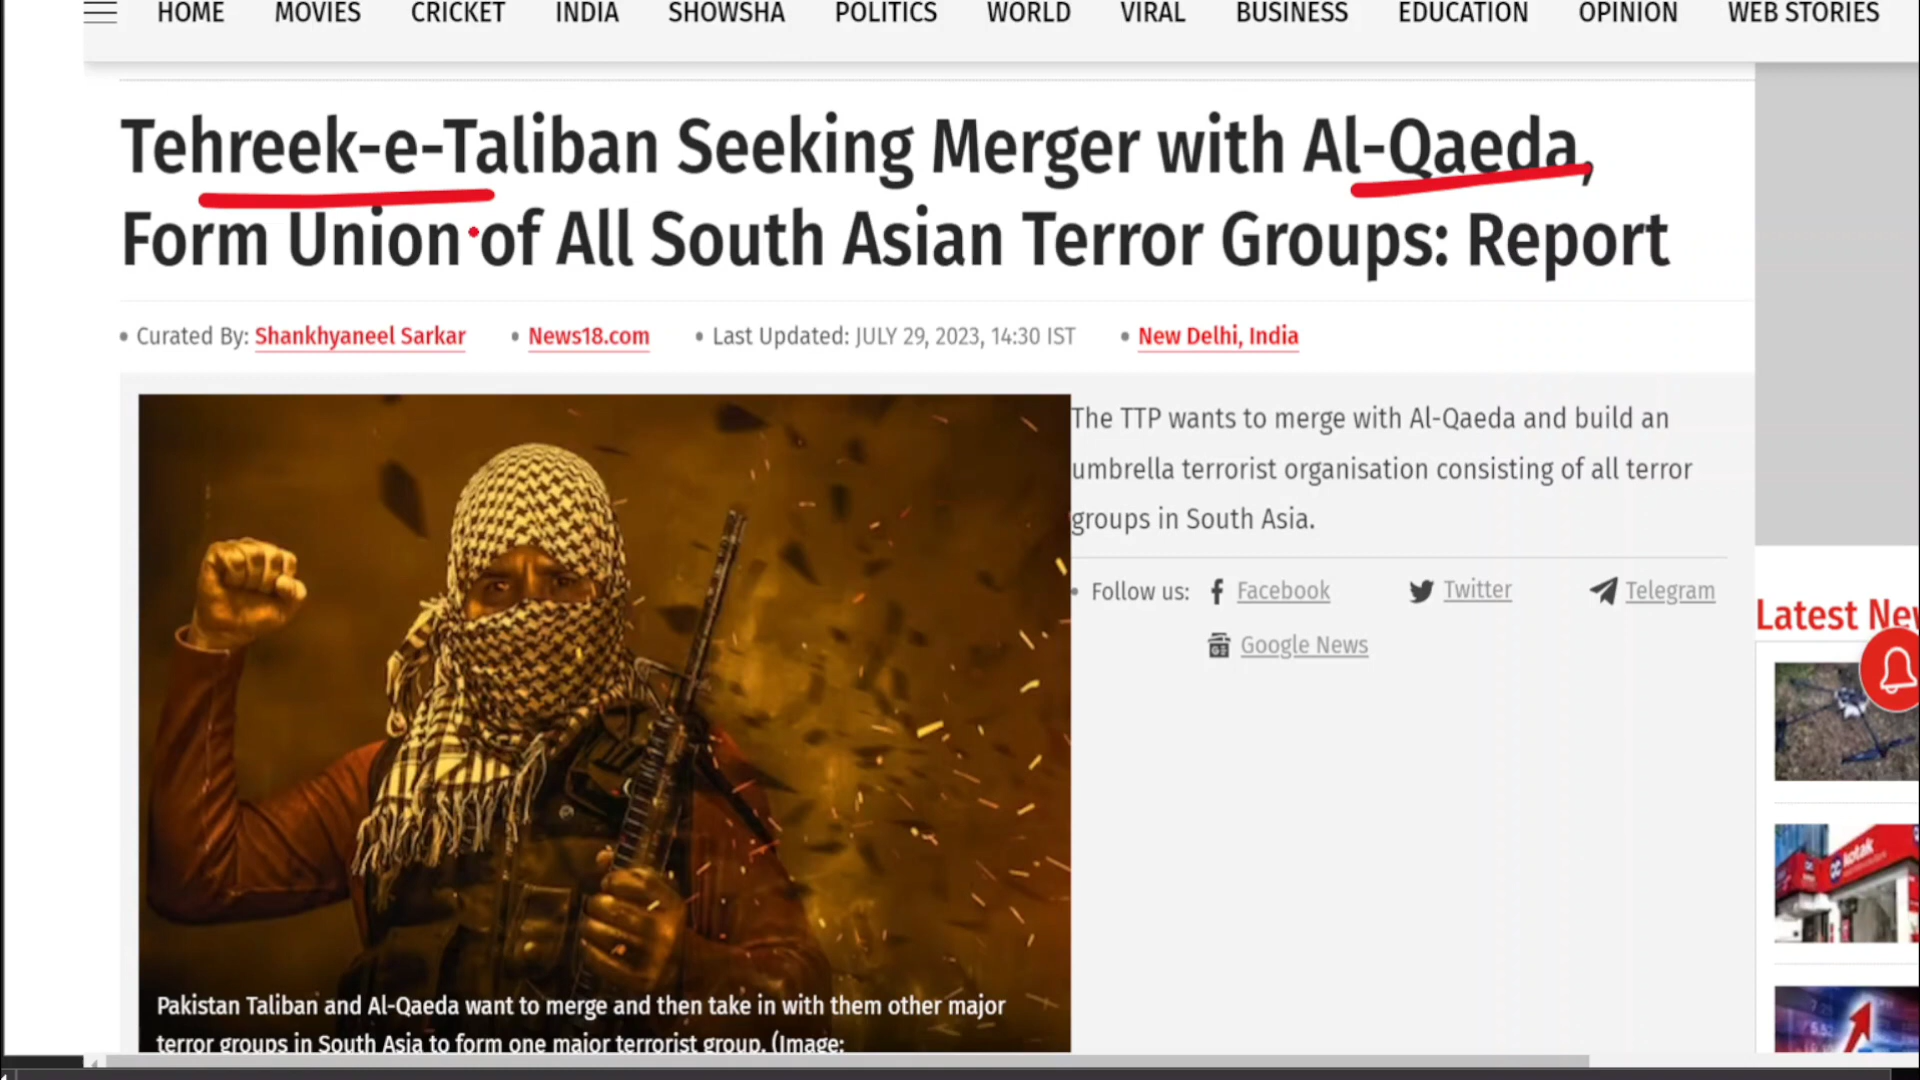 HOME MOVIES CRICKET INDIA SHOWSHA POLITICS WORLD VIRAL BUSINESS EDUCATION OPINION WEB STORIES
Tehreek-e-Taliban Seeking Merger with Al-Qaeda,
Form Union of All South Asian Terror Groups: Report
• Curated By: Shankhyaneel Sarkar • News18.com • Last Updated: JULY 29, 2023, 14:30 IST • New Delhi, India
The TTP wants to merge with Al-Qaeda and build an
umbrella terrorist organisation consisting of all terror
groups in South Asia.
• Follow us: Facebook Twitter Telegram
Google News
Pakistan Taliban and Al-Qaeda want to merge and then take in with them other major
terror groups in South Asia to form one major terrorist group. (Image:
Latest
kotak